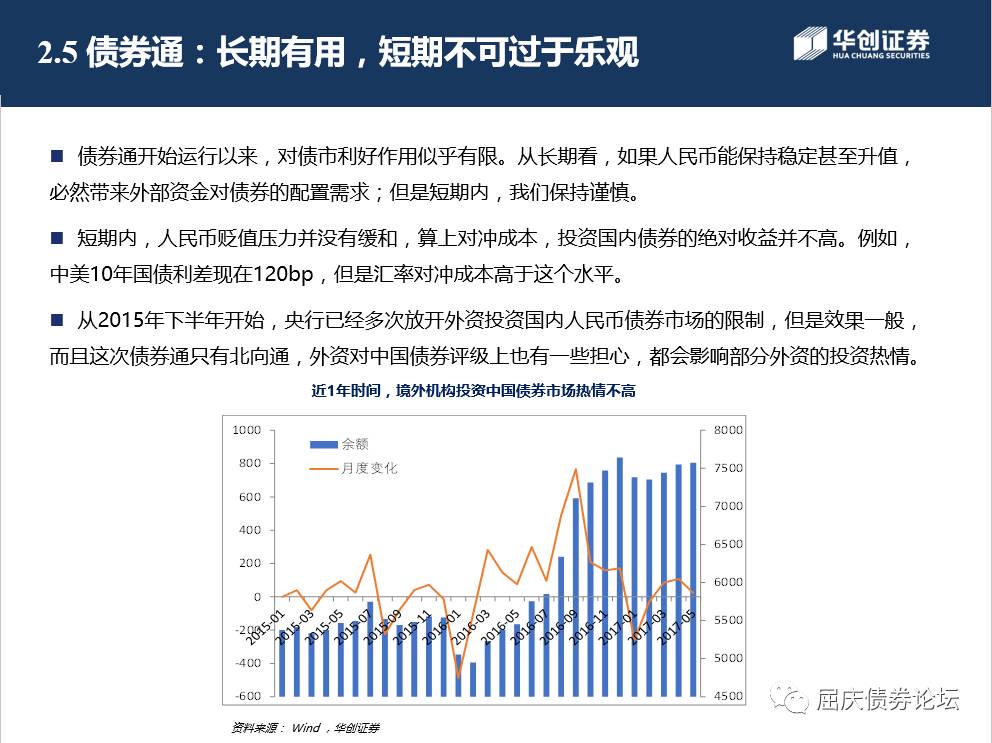 2.5 债券通：长期有用，短期不可过于乐观
华创证券
HUA CHUANG SECURITIES
■ 债券通开始运行以来，对债市利好作用似乎有限。从长期看，如果人民币能保持稳定甚至升值，
必然带来外部资金对债券的配置需求；但是短期内，我们保持谨慎。
■ 短期内，人民币贬值压力并没有缓和，算上对冲成本，投资国内债券的绝对收益并不高。例如，
中美10年国债利差现在120bp，但是汇率对冲成本高于这个水平。
■ 从2015年下半年开始，央行已经多次放开外资投资国内人民币债券市场的限制，但是效果一般，
而且这次债券通只有北向通，外资对中国债券评级上也有一些担心，都会影响部分外资的投资热情。
近1年时间，境外机构投资中国债券市场热情不高
余额
月度变化
1000
800
600
400
200
0
-200
-400
-600
8000
7500
7000
6500
6000
5500
5000
4500
2015-01
2015-03
2015-05
2015-07
2015-09
2015-11
2016-01
2016-03
2016-05
2016-07
2016-09
2016-11
2017-01
2017-03
2017-05
资料来源：Wind，华创证券
屈庆债券论坛